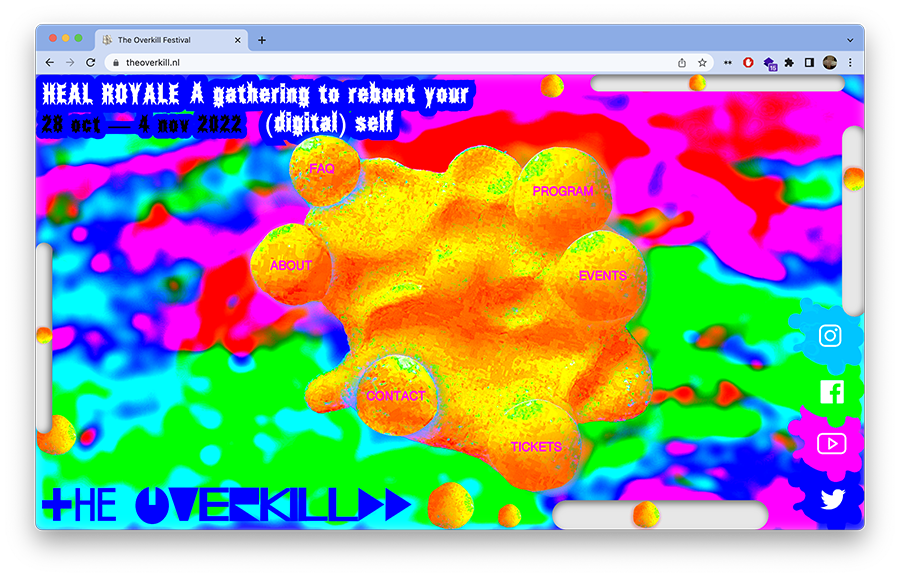 The Overkill Festival
theoverkill.nl
15
HEAL ROYALE A gathering to reboot your
28 oct — 4 nov 2022 (digital) self
FAQ
PROGRAM
ABOUT
EVENTS
CONTACT
TICKETS
THE OVERKILL